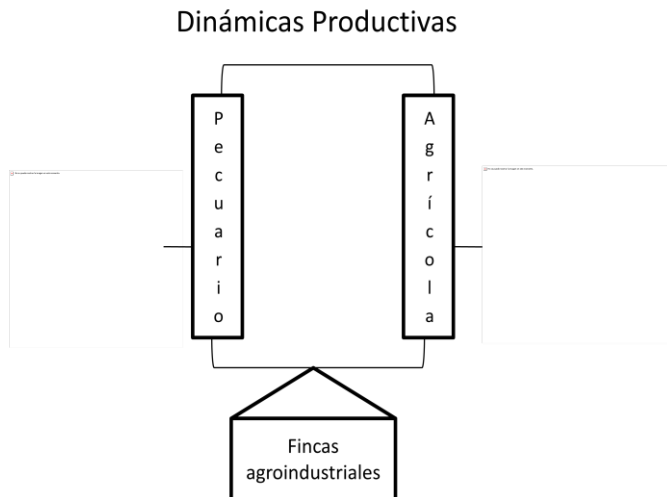 Dinámicas Productivas
Pecuario
Agrícola
Fincas
agroindustriales